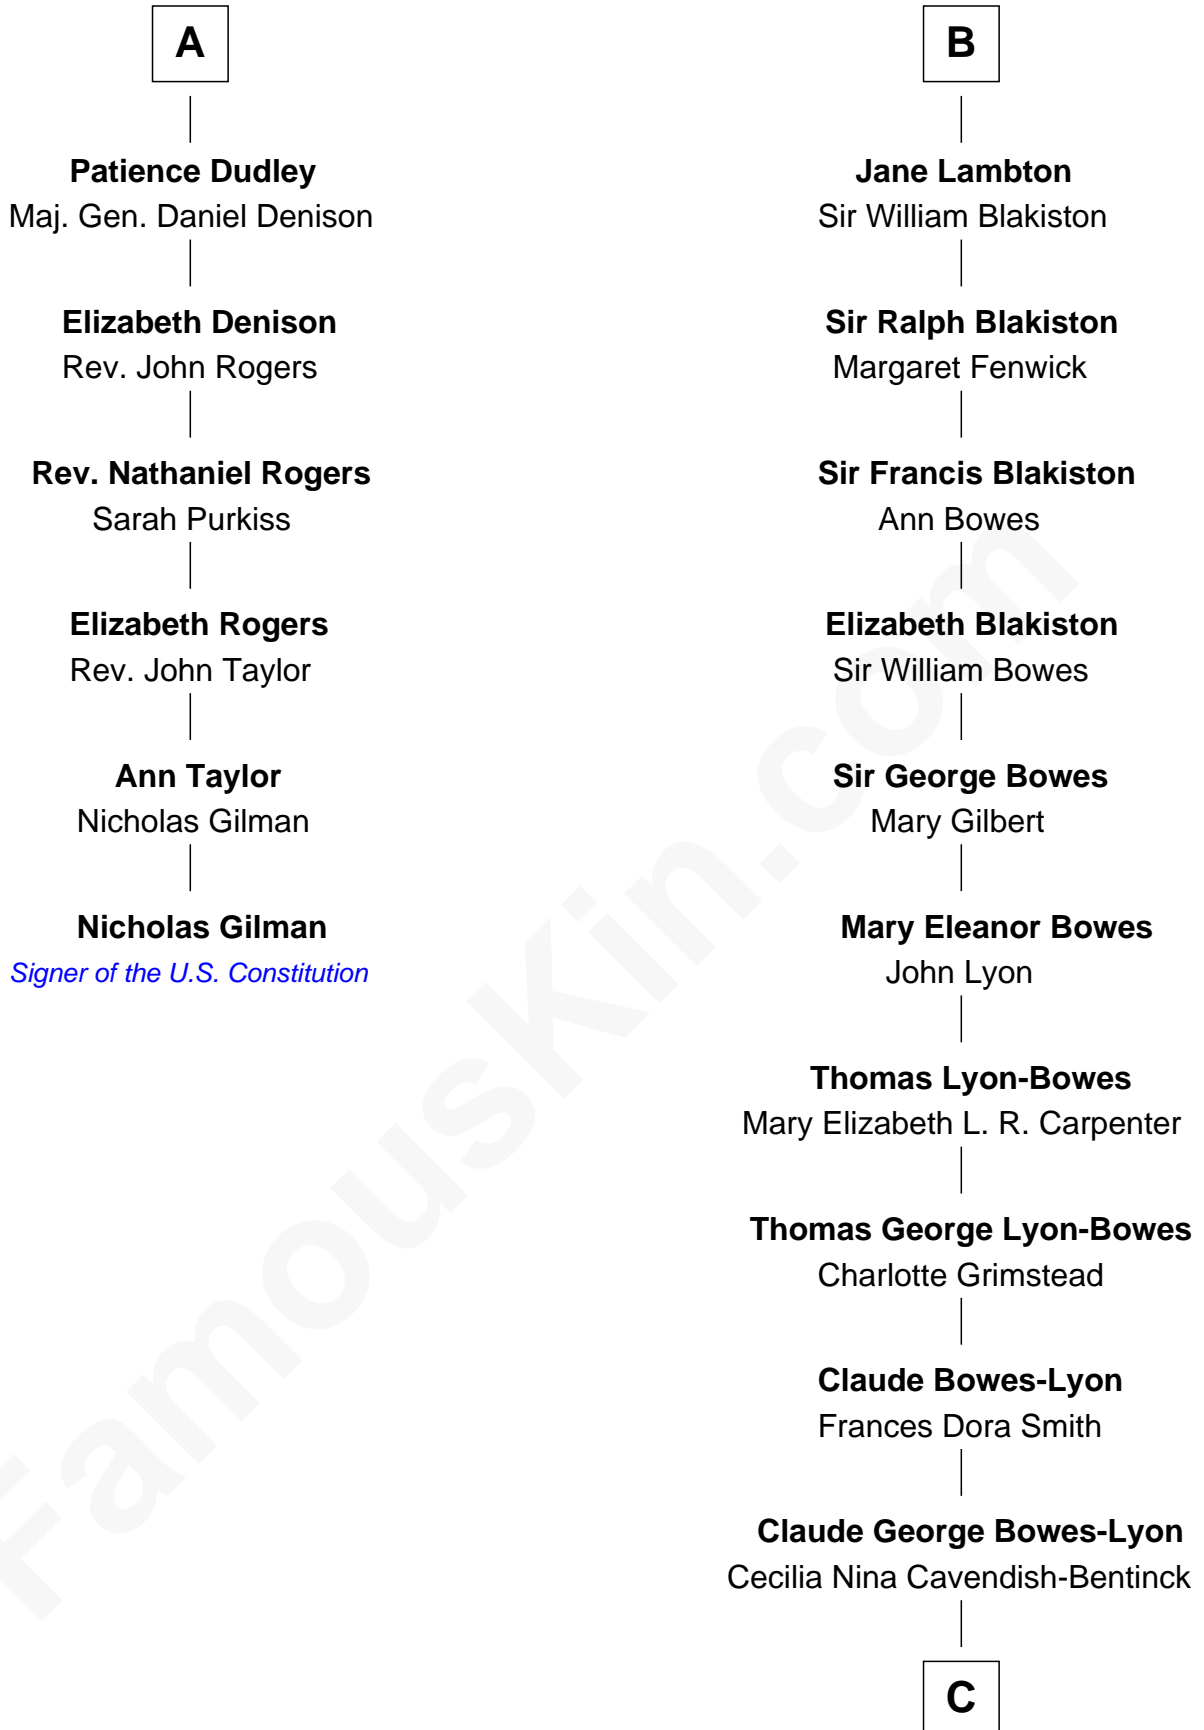 A
Patience Dudley
Maj. Gen. Daniel Denison
Elizabeth Denison
Rev. John Rogers
Rev. Nathaniel Rogers
Sarah Purkiss
Elizabeth Rogers
Rev. John Taylor
Ann Taylor
Nicholas Gilman
Nicholas Gilman
Signer of the U.S. Constitution
B
Jane Lambton
Sir William Blakiston
Sir Ralph Blakiston
Margaret Fenwick
Sir Francis Blakiston
Ann Bowes
Elizabeth Blakiston
Sir William Bowes
Sir George Bowes
Mary Gilbert
Mary Eleanor Bowes
John Lyon
Thomas Lyon-Bowes
Mary Elizabeth L. R. Carpenter
Thomas George Lyon-Bowes
Charlotte Grimstead
Claude Bowes-Lyon
Frances Dora Smith
Claude George Bowes-Lyon
Cecilia Nina Cavendish-Bentinck
C
FamousKin.com